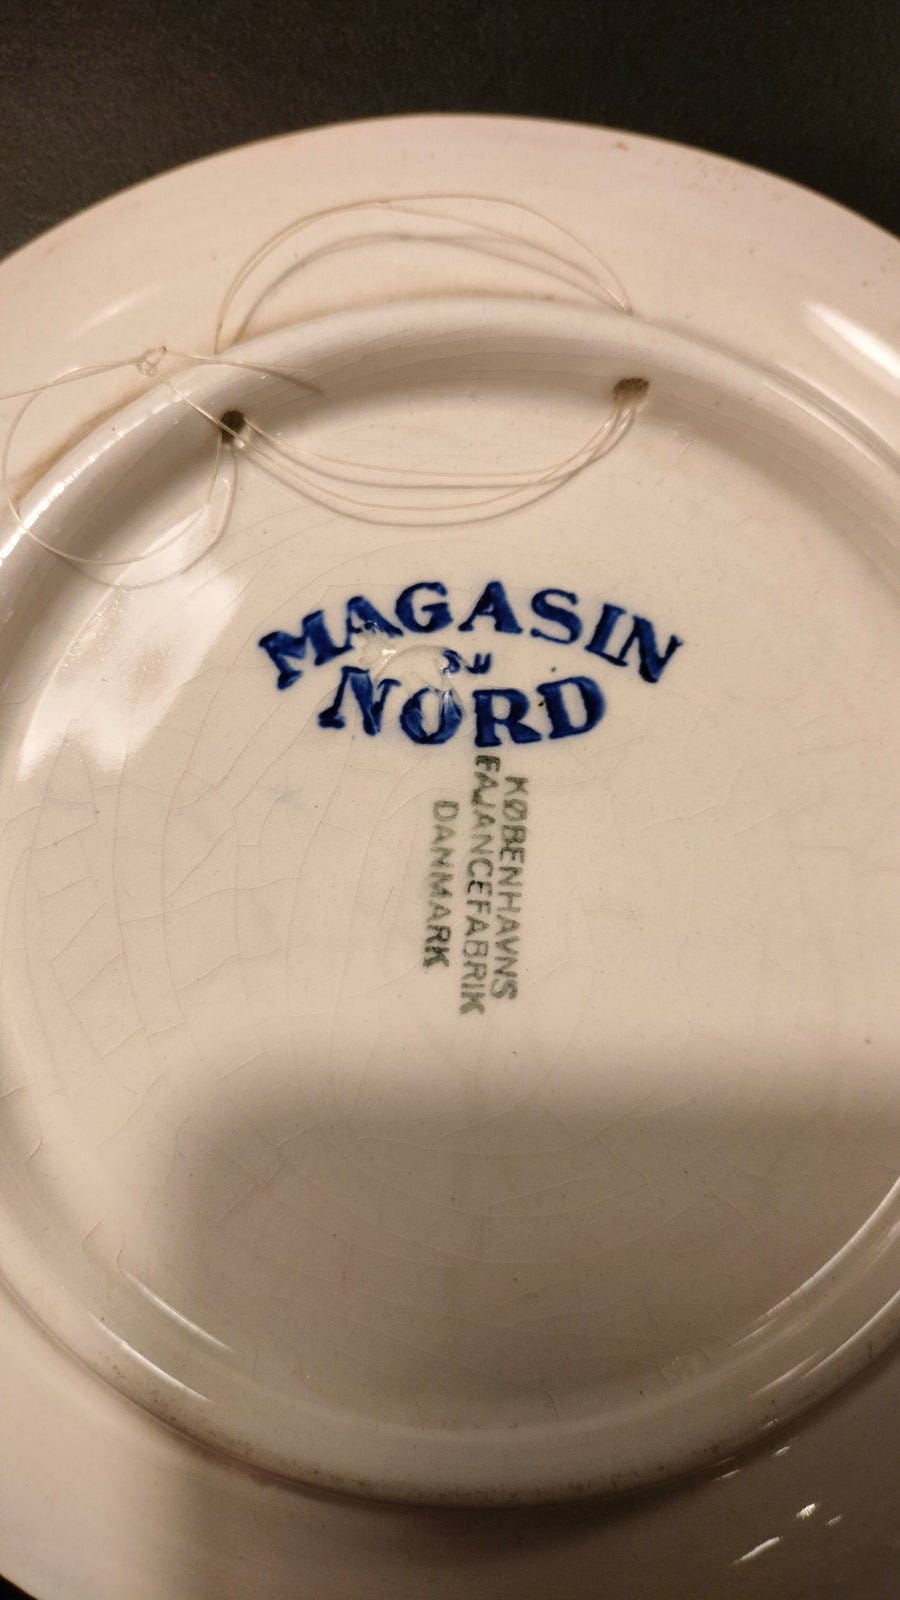 MAGASIN
DU
NORD
KØBENHAVNS
FAJANCEFABRIK
DANMARK